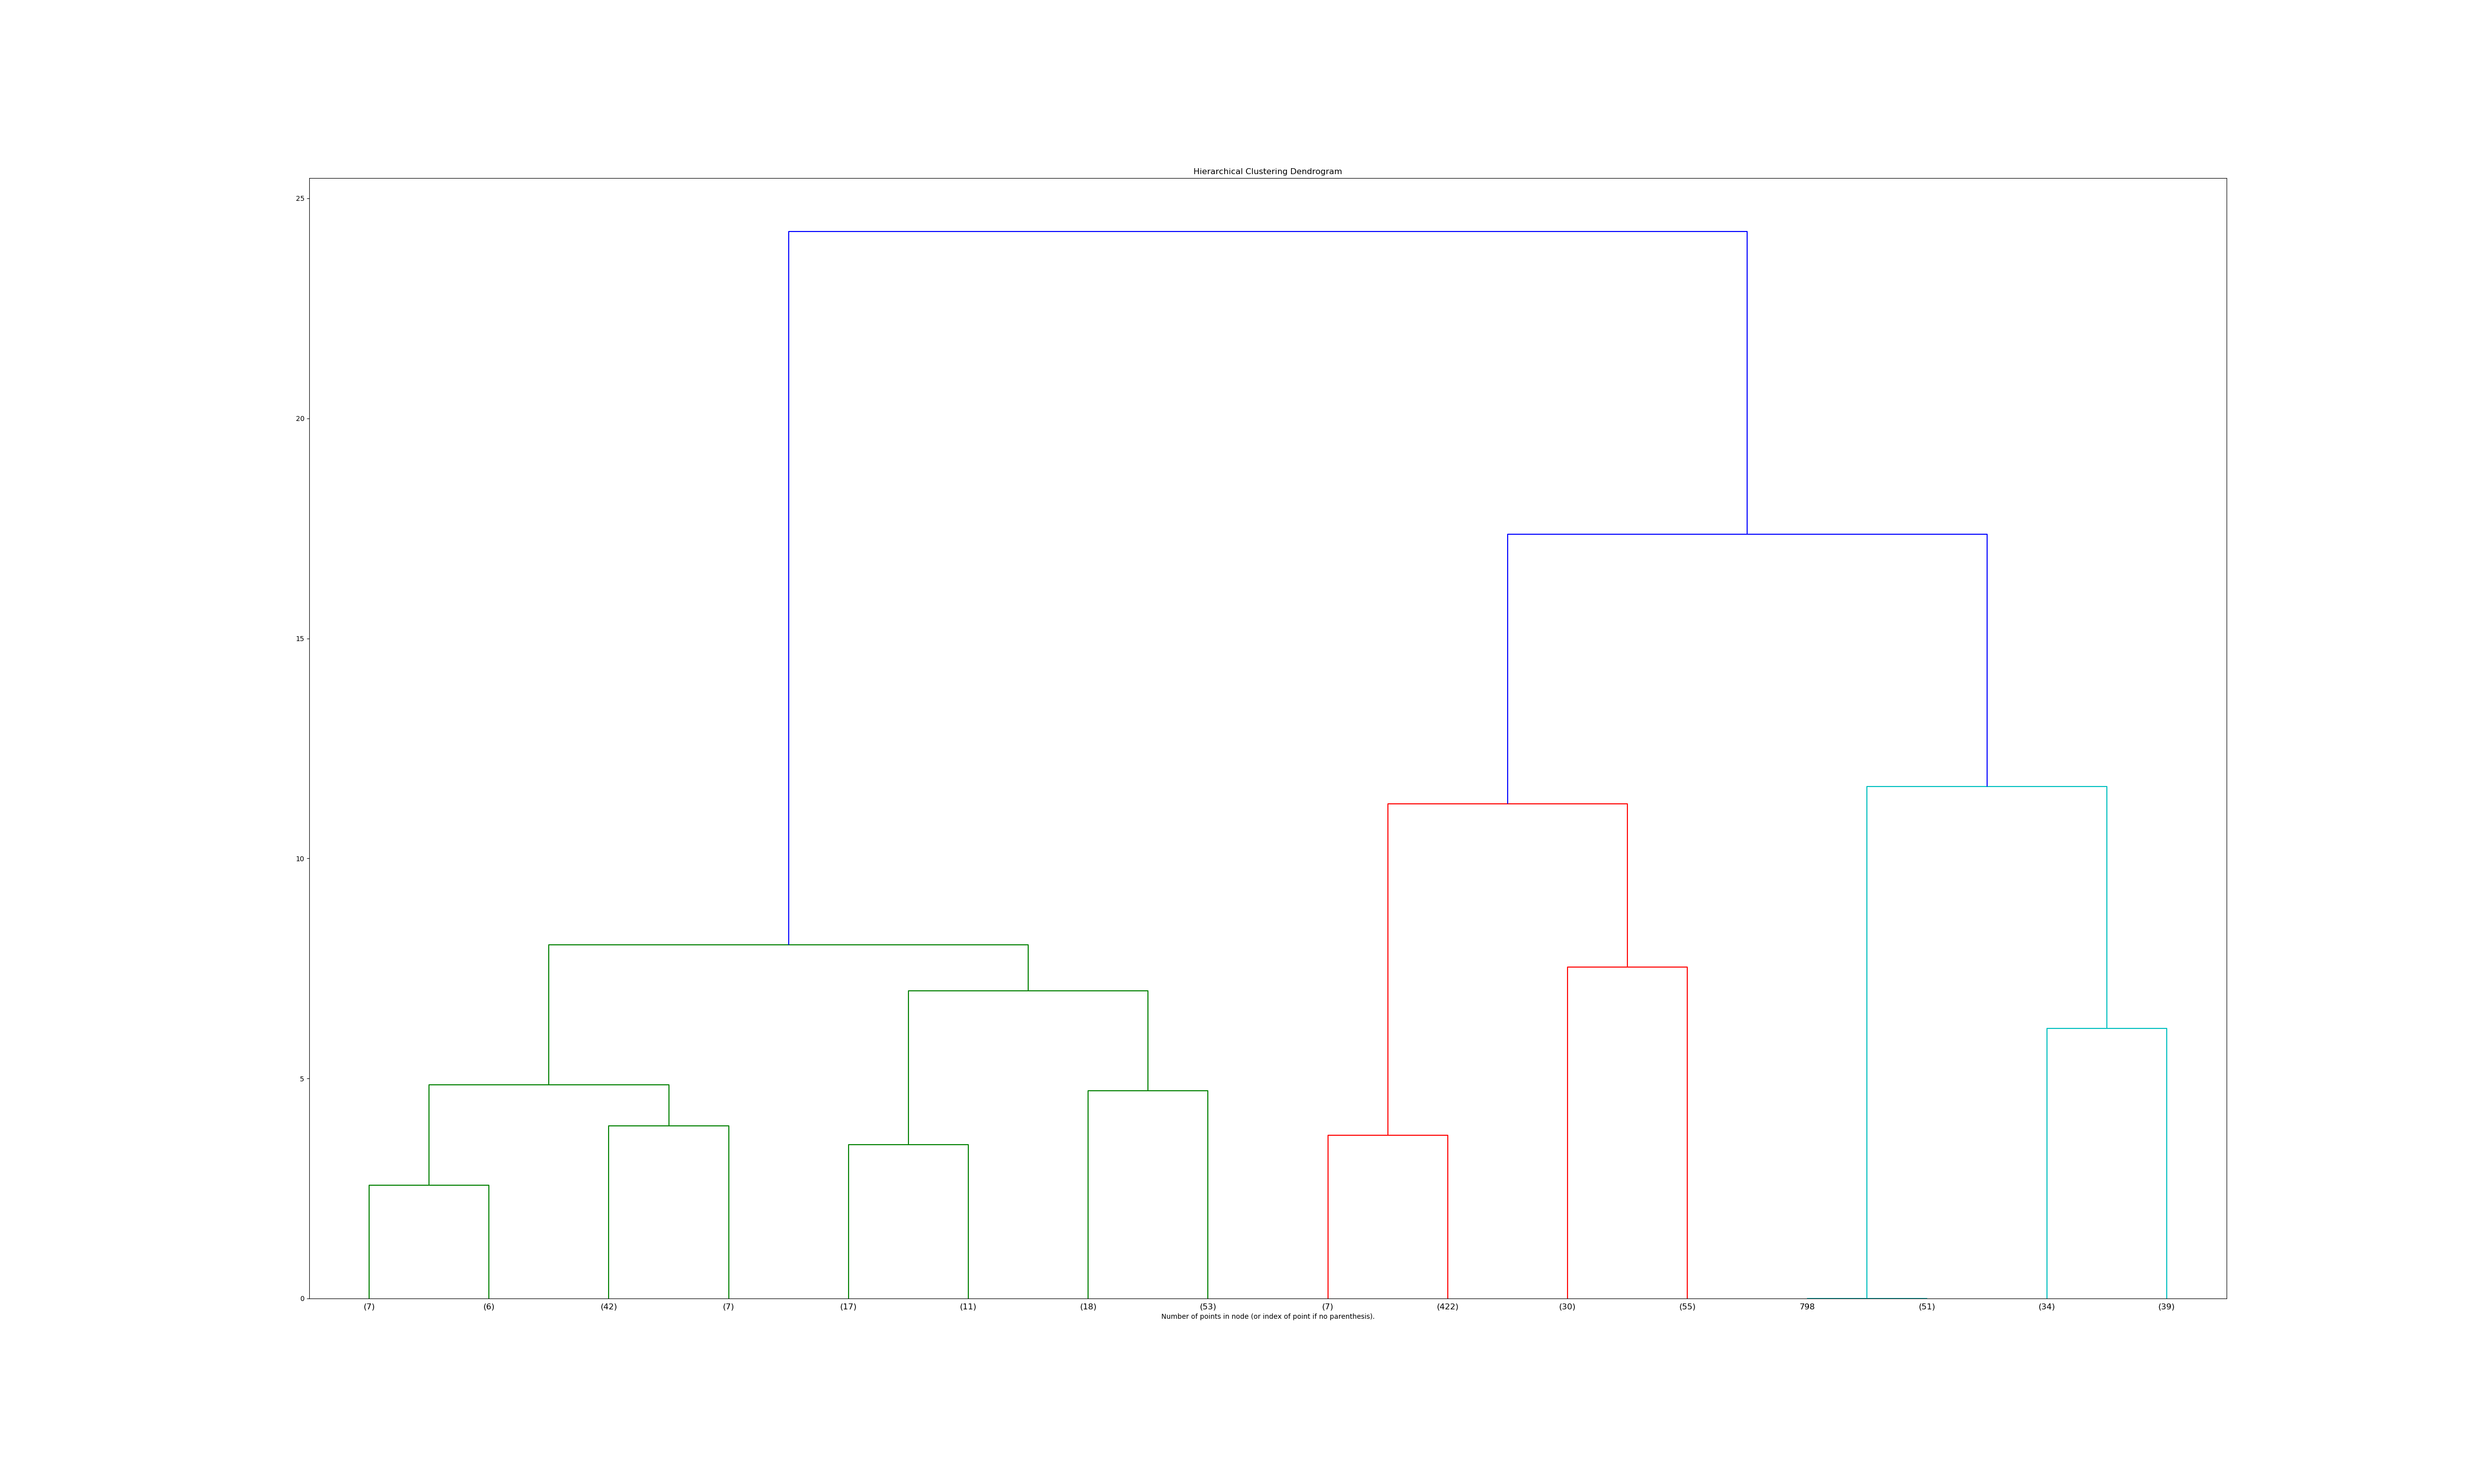 Hierarchical Clustering Dendrogram
25
20
15
10
5
0
(7) (6) (42) (7) (17) (11) (18) (53) (7) (422) (30) (55) 798 (51) (34) (39)
Number of points in node (or index of point if no parenthesis).